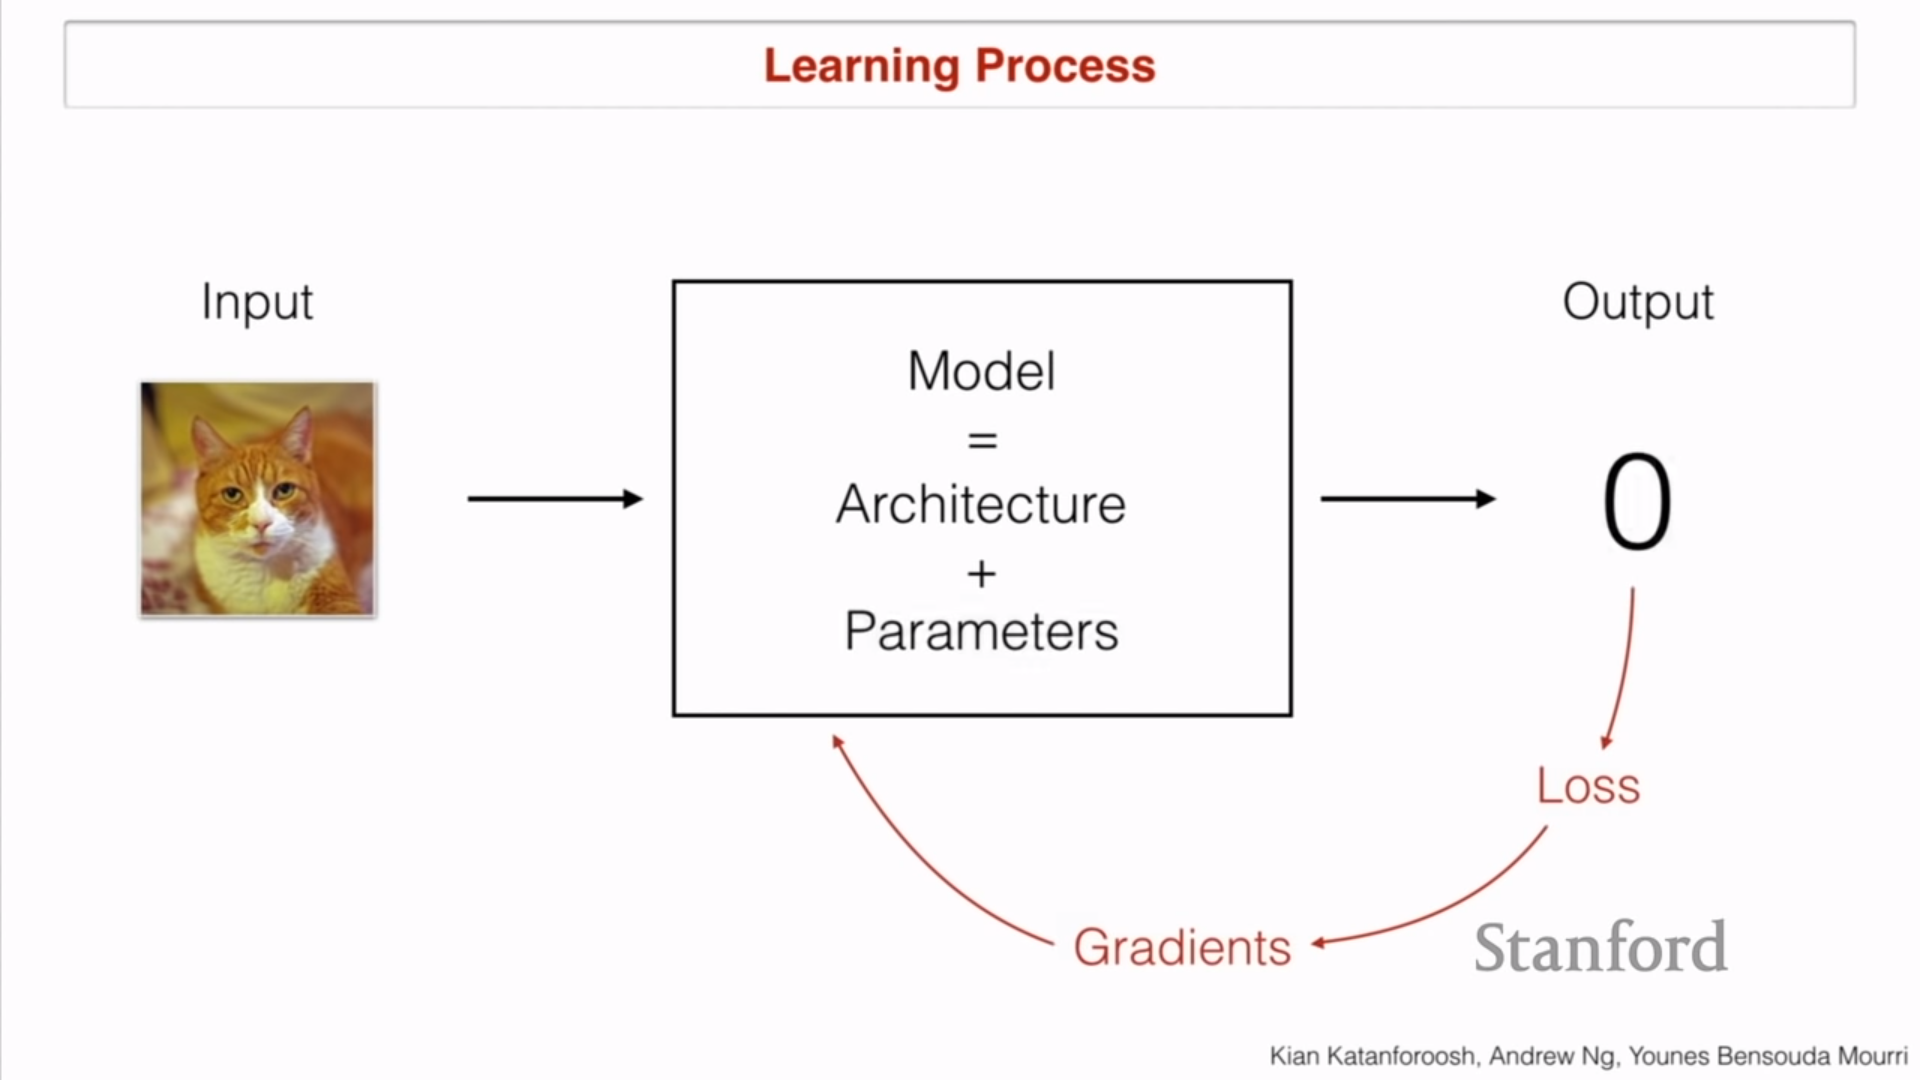 Learning Process
Input
Model
=
Architecture
+
Parameters
Output
0
Loss
Gradients
Stanford
Kian Katanforoosh, Andrew Ng, Younes Bensouda Mourri